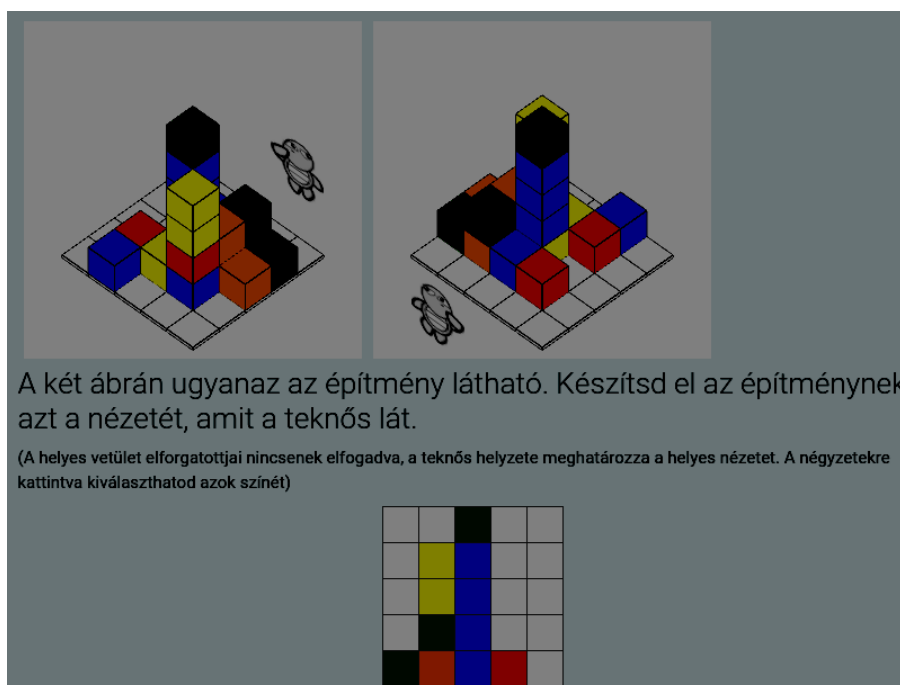 A két ábrán ugyanaz az építmény látható. Készítsd el az építménynek
azt a nézetét, amit a teknős lát.
(A helyes vetület elforgatottjai nincsenek elfogadva, a teknős helyzete meghatározza a helyes nézetet. A négyzetekre
kattintva kiválaszthatod azok színét)